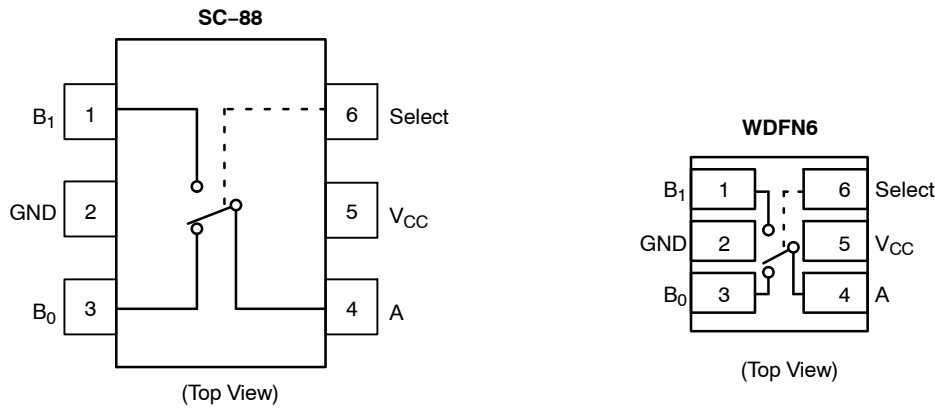 SC–88
B1 1 6 Select
GND 2 5 VCC
B0 3 4 A
(Top View)
WDFN6
B1 1 6 Select
GND 2 5 VCC
B0 3 4 A
(Top View)